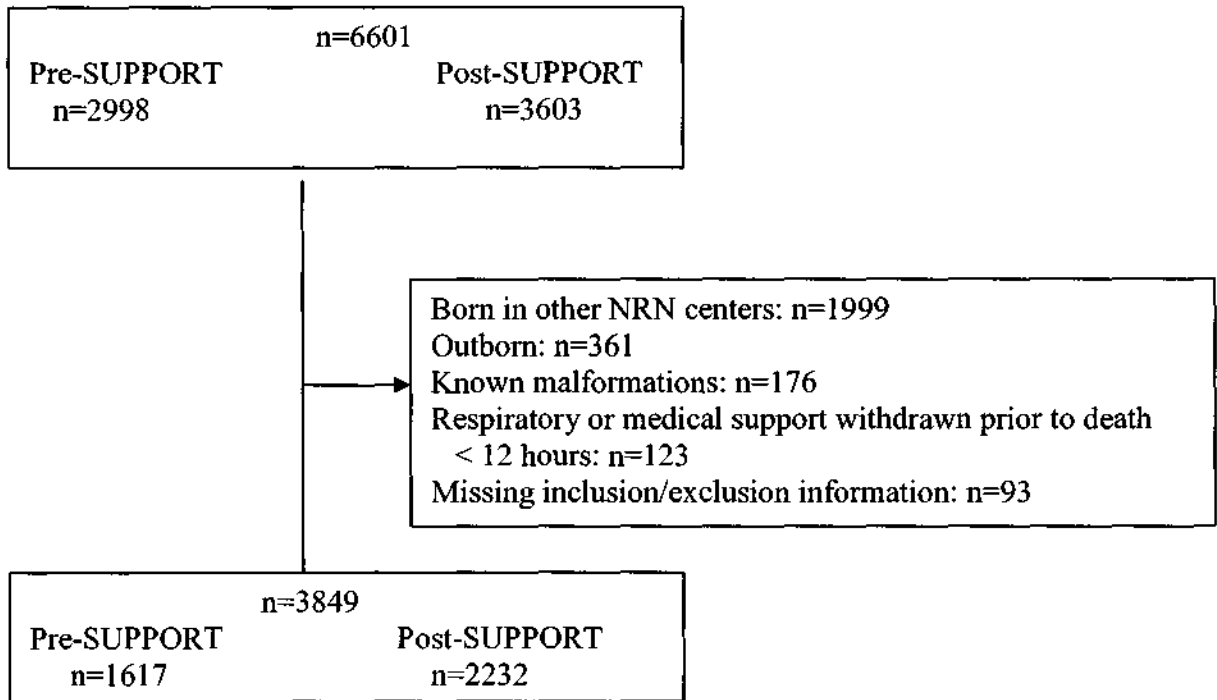 n=6601
Pre-SUPPORT Post-SUPPORT
n=2998 n=3603
Born in other NRN centers: n=1999
Outborn: n=361
Known malformations: n=176
Respiratory or medical support withdrawn prior to death
< 12 hours: n=123
Missing inclusion/exclusion information: n=93
n=3849
Pre-SUPPORT Post-SUPPORT
n=1617 n=2232